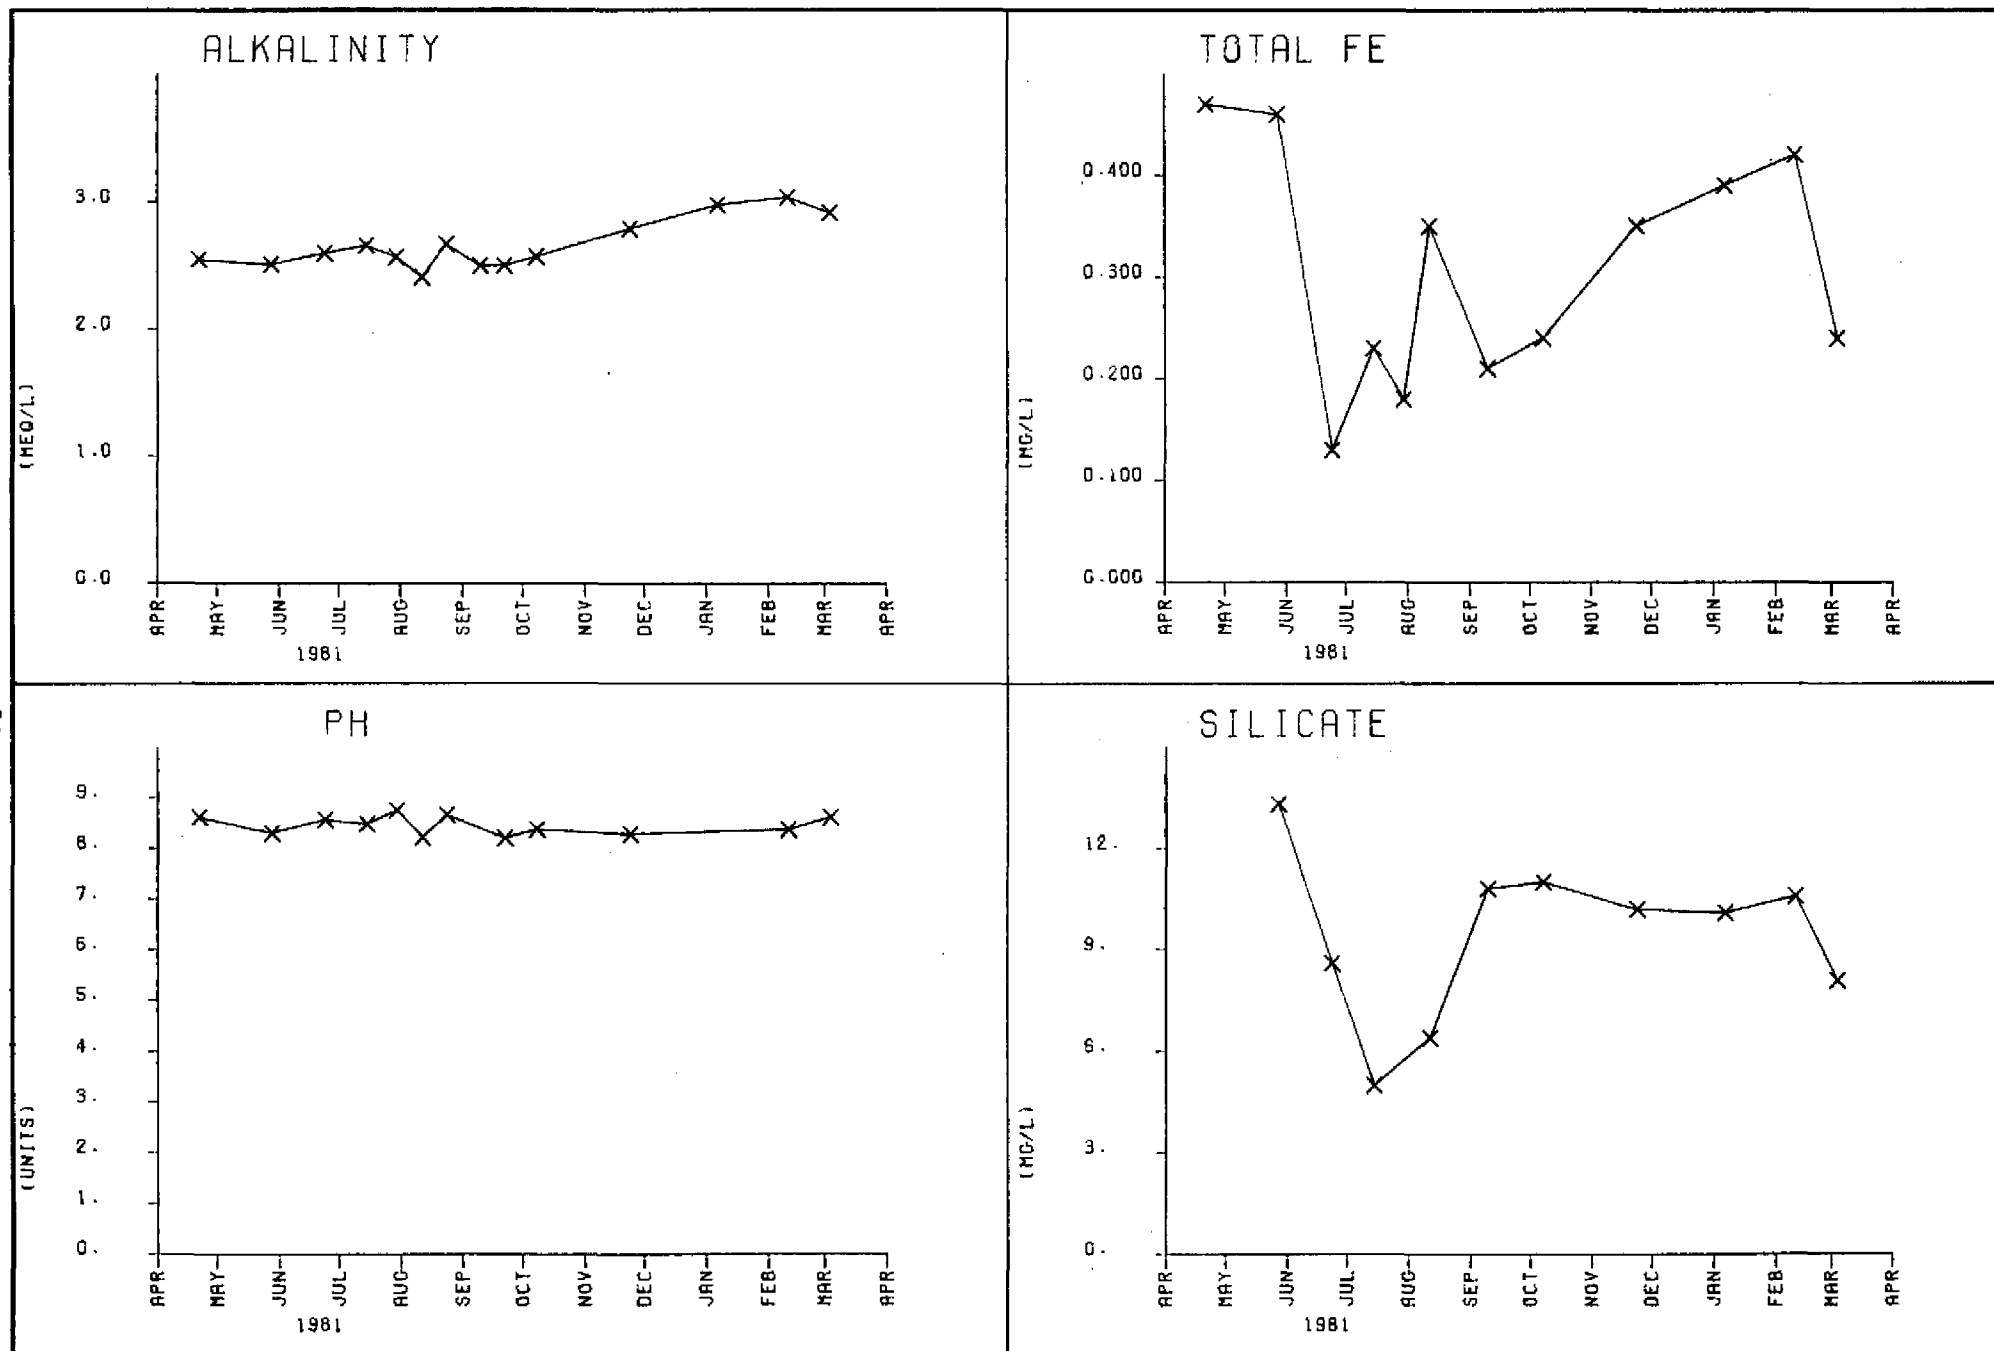 ALKALINITY
3.0
2.0
1.0
0.0
(MEQ/L)
APR MAY JUN JUL AUG SEP OCT NOV DEC JAN FEB MAR APR
1981
TOTAL FE
0.400
0.300
0.200
0.100
0.000
(MG/L)
APR MAY JUN JUL AUG SEP OCT NOV DEC JAN FEB MAR APR
1981
PH
9.
8.
7.
6.
5.
4.
3.
2.
1.
0.
(UNITS)
APR MAY JUN JUL AUG SEP OCT NOV DEC JAN FEB MAR APR
1981
SILICATE
12.
9.
6.
3.
0.
(MG/L)
APR MAY JUN JUL AUG SEP OCT NOV DEC JAN FEB MAR APR
1981